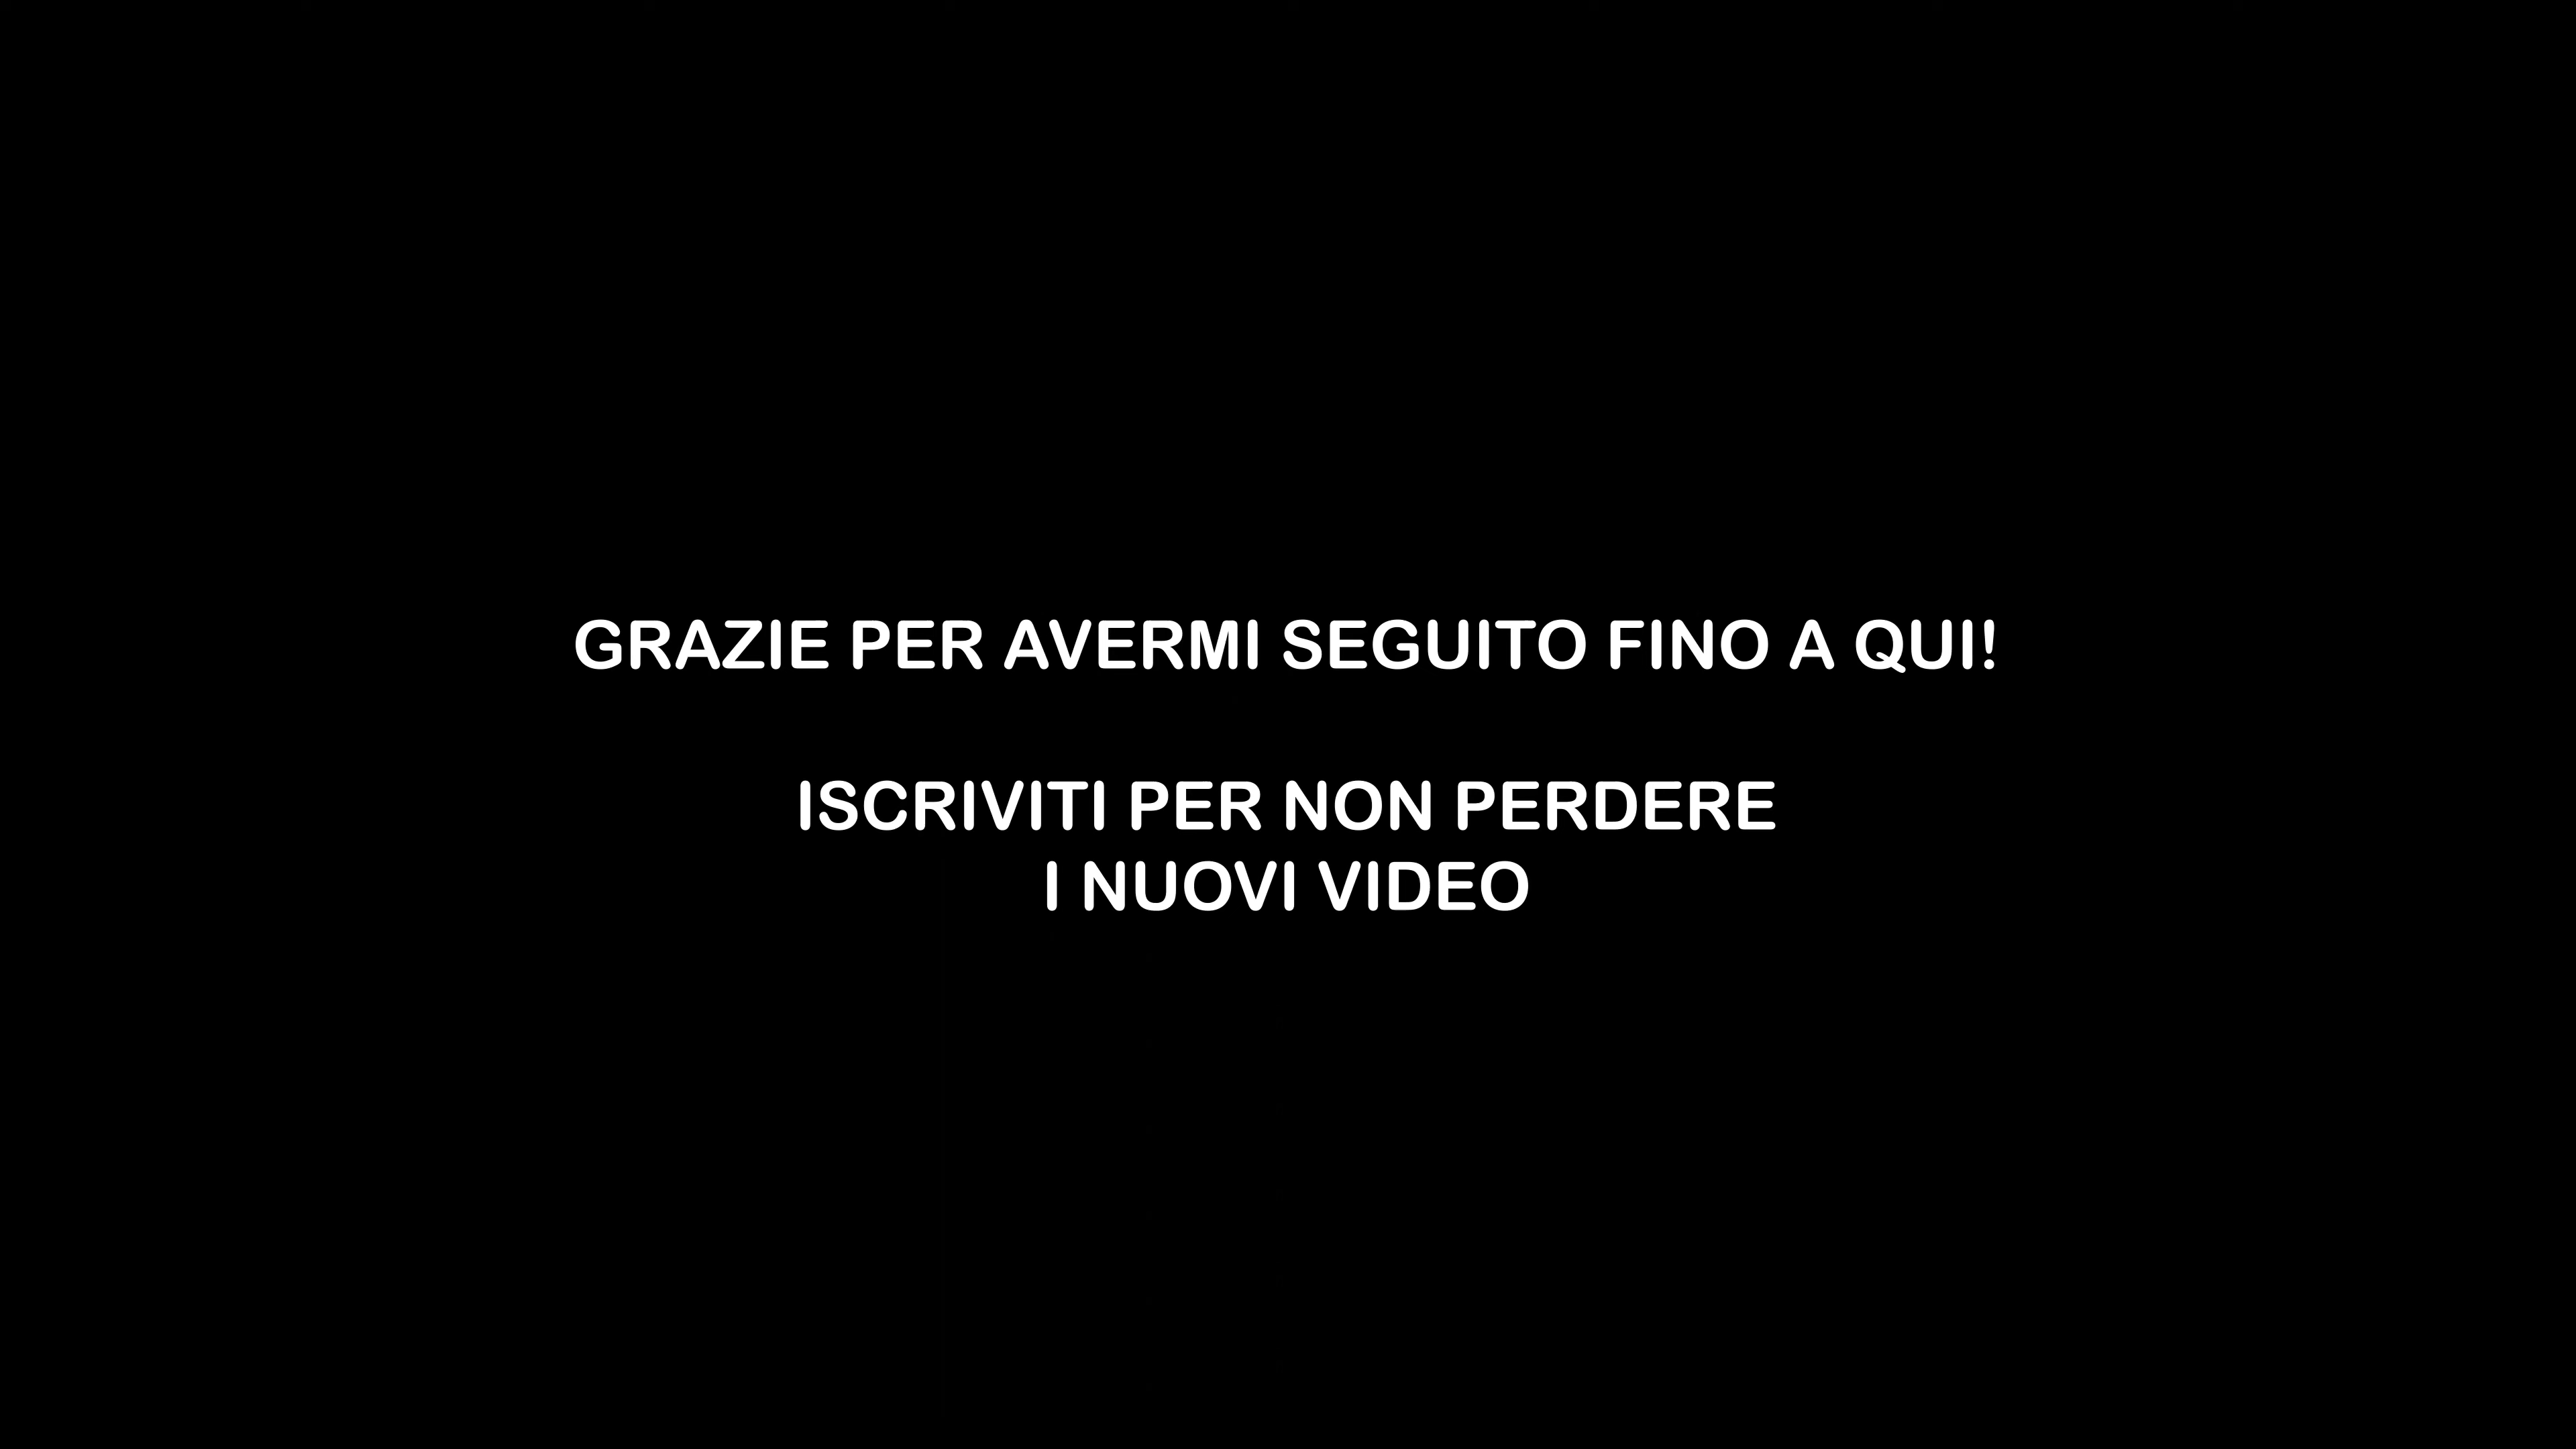 GRAZIE PER AVERMI SEGUITO FINO A QUI!
ISCRIVITI PER NON PERDERE
I NUOVI VIDEO